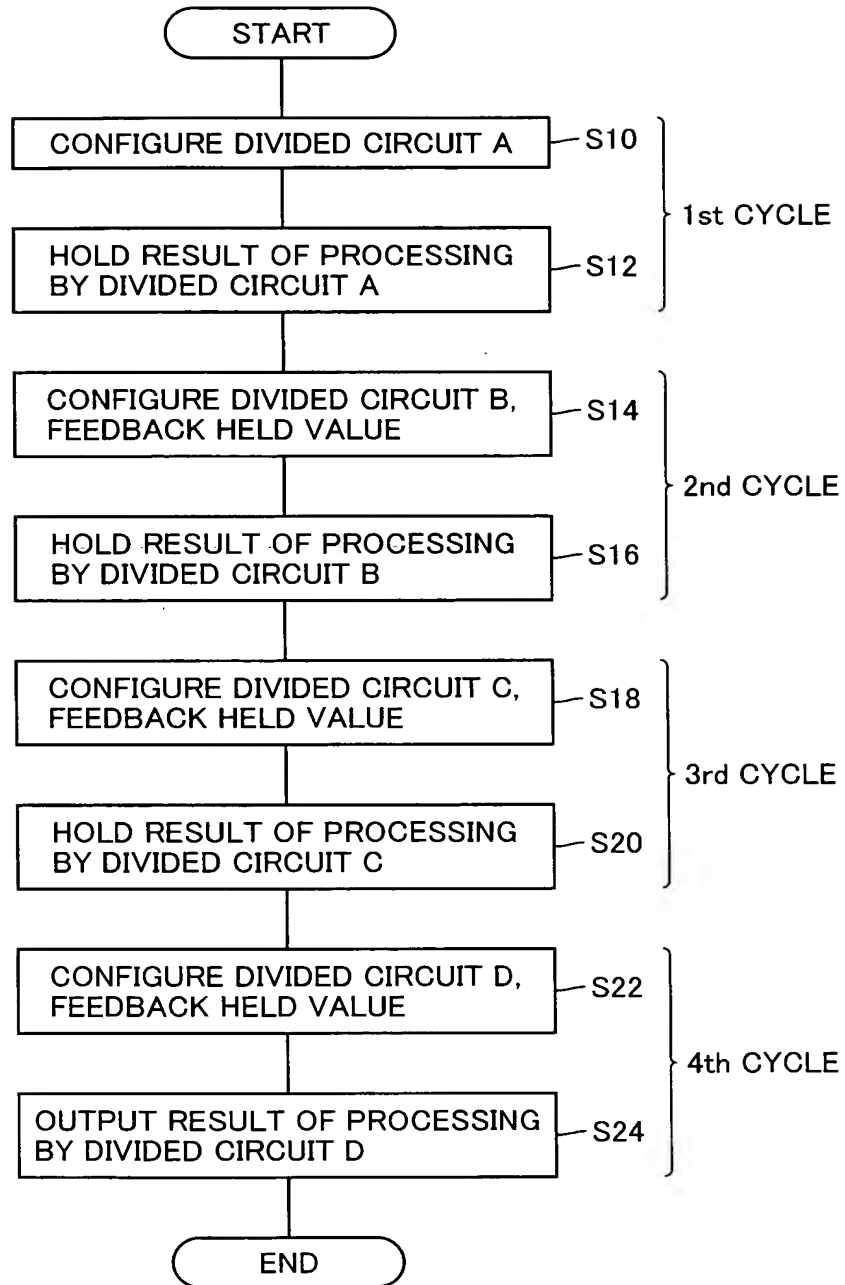 START
CONFIGURE DIVIDED CIRCUIT A
S10
HOLD RESULT OF PROCESSING
BY DIVIDED CIRCUIT A
S12
1st CYCLE
CONFIGURE DIVIDED CIRCUIT B,
FEEDBACK HELD VALUE
S14
HOLD RESULT OF PROCESSING
BY DIVIDED CIRCUIT B
S16
2nd CYCLE
CONFIGURE DIVIDED CIRCUIT C,
FEEDBACK HELD VALUE
S18
HOLD RESULT OF PROCESSING
BY DIVIDED CIRCUIT C
S20
3rd CYCLE
CONFIGURE DIVIDED CIRCUIT D,
FEEDBACK HELD VALUE
S22
OUTPUT RESULT OF PROCESSING
BY DIVIDED CIRCUIT D
S24
4th CYCLE
END